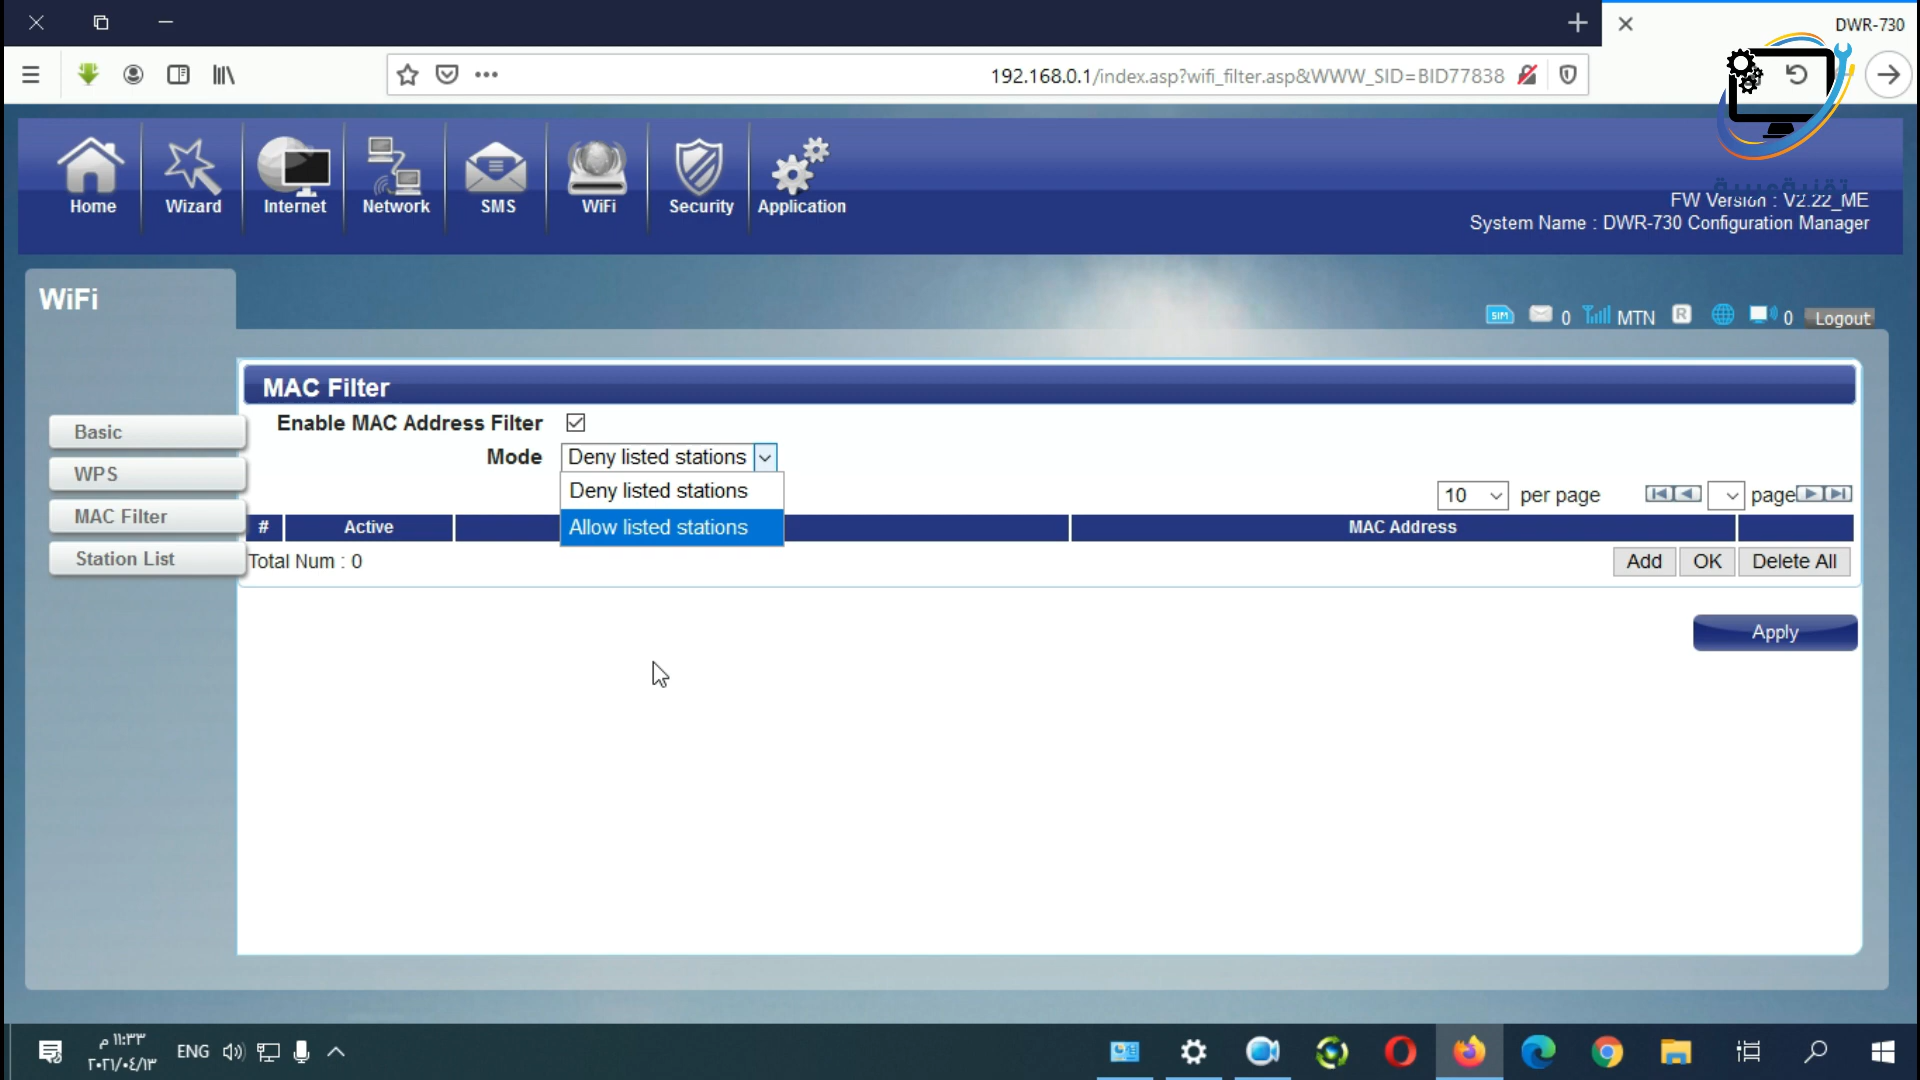 DWR-730
192.168.0.1/index.asp?wifi_filter.asp&WWW_SID=BID77838
Home
Wizard
Internet
Network
SMS
WiFi
Security
Application
FW Version : V2.22_ME
System Name : DWR-730 Configuration Manager
WiFi
SIM
0
MTN
R
0
Logout
MAC Filter
Enable MAC Address Filter
Mode
Deny listed stations
Deny listed stations
Allow listed stations
Basic
WPS
MAC Filter
Station List
10
per page
page
#
Active
MAC Address
Total Num : 0
Add
OK
Delete All
Apply
١١:٣٣ م
٢٠٢١/٠٤/١٣
ENG